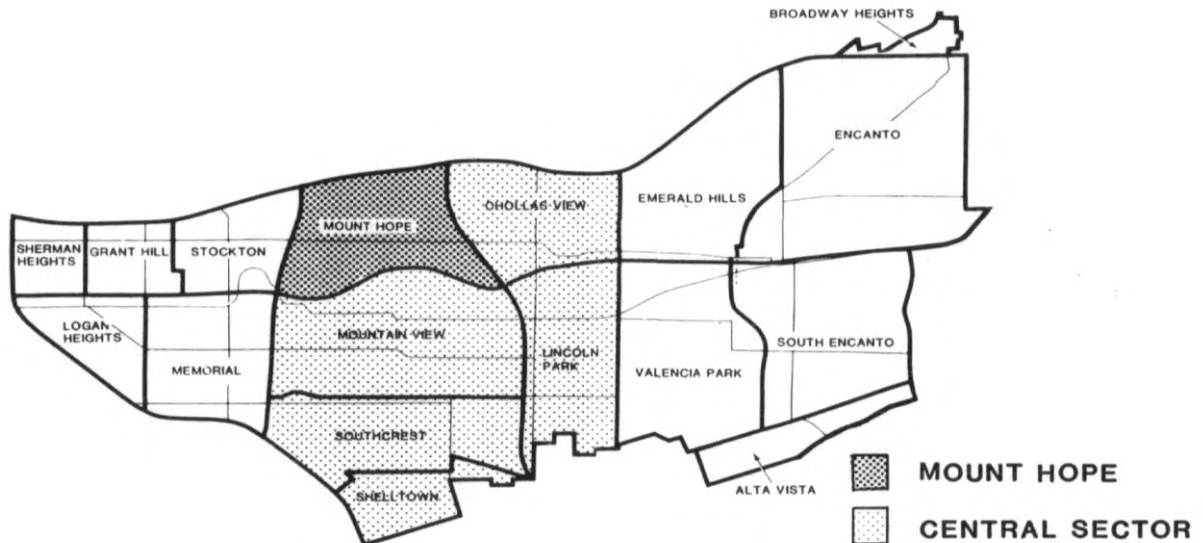 BROADWAY HEIGHTS
ENCANTO
EMERALD HILLS
CHOLLAS VIEW
MOUNT HOPE
STOCKTON
GRANT HILL
SHERMAN
HEIGHTS
LOGAN
HEIGHTS
MEMORIAL
MOUNTAIN VIEW
LINCOLN
PARK
VALENCIA PARK
SOUTH ENCANTO
SOUTHCREST
SHELLTOWN
ALTA VISTA
MOUNT HOPE
CENTRAL SECTOR